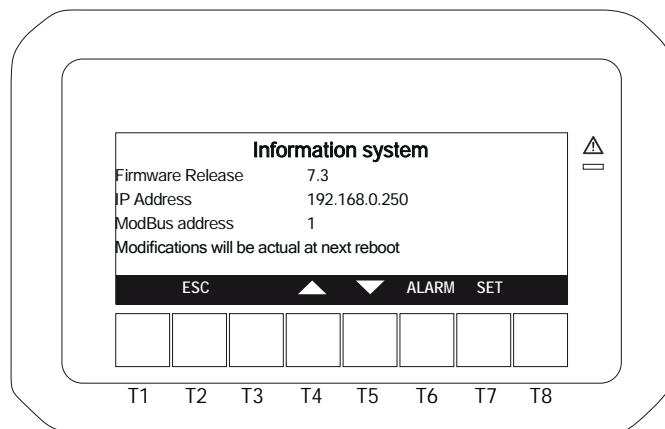 Information system
Firmware Release 7.3
IP Address 192.168.0.250
ModBus address 1
Modifications will be actual at next reboot
ESC ALARM SET
T1 T2 T3 T4 T5 T6 T7 T8